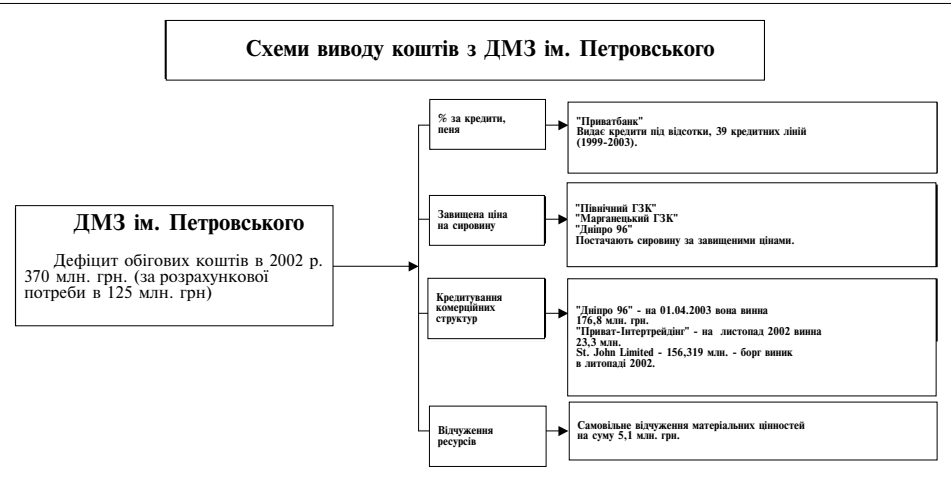 Схеми виводу коштів з ДМЗ ім. Петровського
ДМЗ ім. Петровського
Дефіцит обігових коштів в 2002 р.
370 млн. грн. (за розрахункової
потреби в 125 млн. грн)
% за кредити,
пеня
"Приватбанк"
Видає кредити під відсотки, 39 кредитних ліній
(1999-2003).
Завищена ціна
на сировину
"Північний ГЗК"
"Марганецький ГЗК"
"Дніпро 96"
Постачають сировину за завищеними цінами.
Кредитування
комерційних
структур
"Дніпро 96" - на 01.04.2003 вона винна
176,8 млн. грн.
"Приват-Інтертрейдінг" - на листопад 2002 винна
23,3 млн.
St. John Limited - 156,319 млн. - борг виник
в литопаді 2002.
Відчуження
ресурсів
Самовільне відчуження матеріальних цінностей
на суму 5,1 млн. грн.